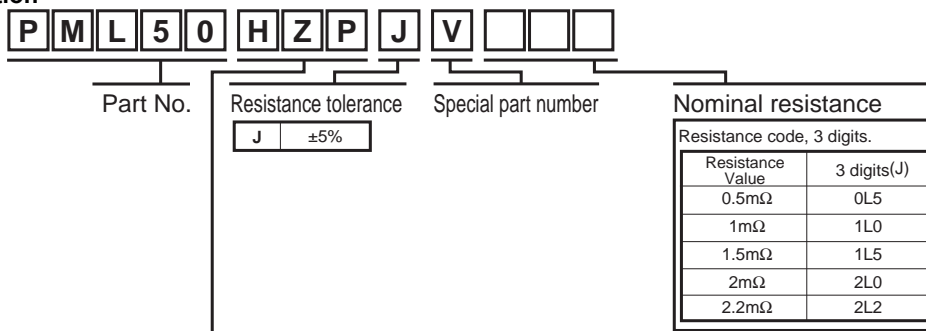 P M L 5 0 H Z P J V
Part No.
Resistance tolerance
J ±5%
Special part number
Nominal resistance
Resistance code, 3 digits.
Resistance Value 3 digits(J)
0.5mΩ 0L5
1mΩ 1L0
1.5mΩ 1L5
2mΩ 2L0
2.2mΩ 2L2